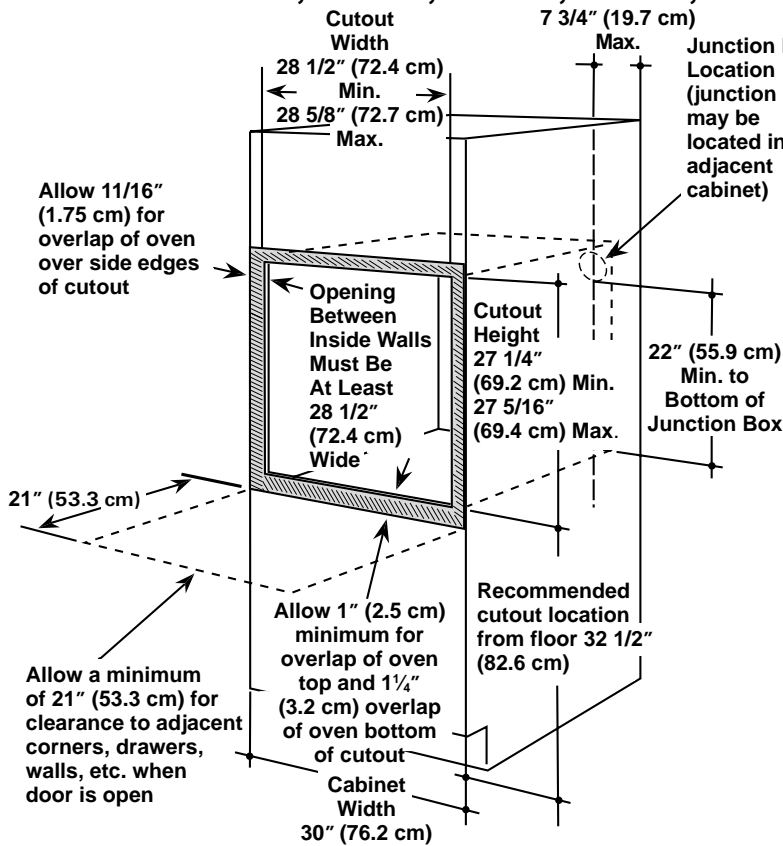 Cutout
Width
28 1/2″ (72.4 cm)
Min.
28 5/8″ (72.7 cm)
Max.
7 3/4″ (19.7 cm)
Max.
Junction
Location
(junction
may be
located in
adjacent
cabinet)
Allow 11/16″
(1.75 cm) for
overlap of oven
over side edges
of cutout
Opening
Between
Inside Walls
Must Be
At Least
28 1/2″
(72.4 cm)
Wide
Cutout
Height
27 1/4″
(69.2 cm) Min.
27 5/16″
(69.4 cm) Max.
22″ (55.9 cm)
Min. to
Bottom of
Junction Box
21″ (53.3 cm)
Allow a minimum
of 21″ (53.3 cm) for
clearance to adjacent
corners, drawers,
walls, etc. when
door is open
Allow 1″ (2.5 cm)
minimum for
overlap of oven
top and 1¼″
(3.2 cm) overlap
of oven bottom
of cutout
Recommended
cutout location
from floor 32 1/2″
(82.6 cm)
Cabinet
Width
30″ (76.2 cm)